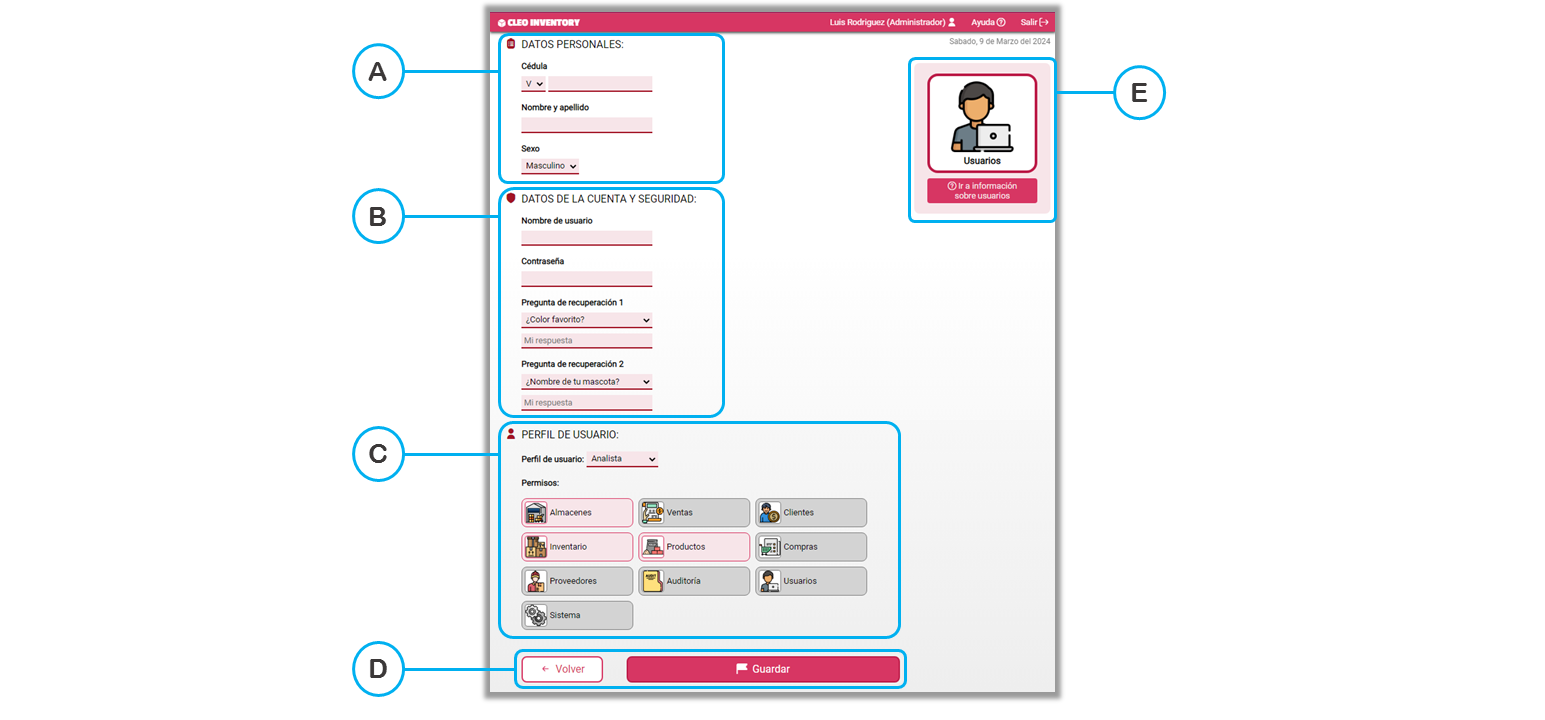 CLEO INVENTORY
Luis Rodriguez (Administrador)
Ayuda
Salir
Sabado, 9 de Marzo del 2024
A
DATOS PERSONALES:
Cédula
V
Nombre y apellido
Sexo
Masculino
E
Usuarios
Ir a información
sobre usuarios
B
DATOS DE LA CUENTA Y SEGURIDAD:
Nombre de usuario
Contraseña
Pregunta de recuperación 1
¿Color favorito?
Mi respuesta
Pregunta de recuperación 2
¿Nombre de tu mascota?
Mi respuesta
C
PERFIL DE USUARIO:
Perfil de usuario: Analista
Permisos:
Almacenes
Ventas
Clientes
Inventario
Productos
Compras
Proveedores
Auditoría
Usuarios
Sistema
D
Volver
Guardar